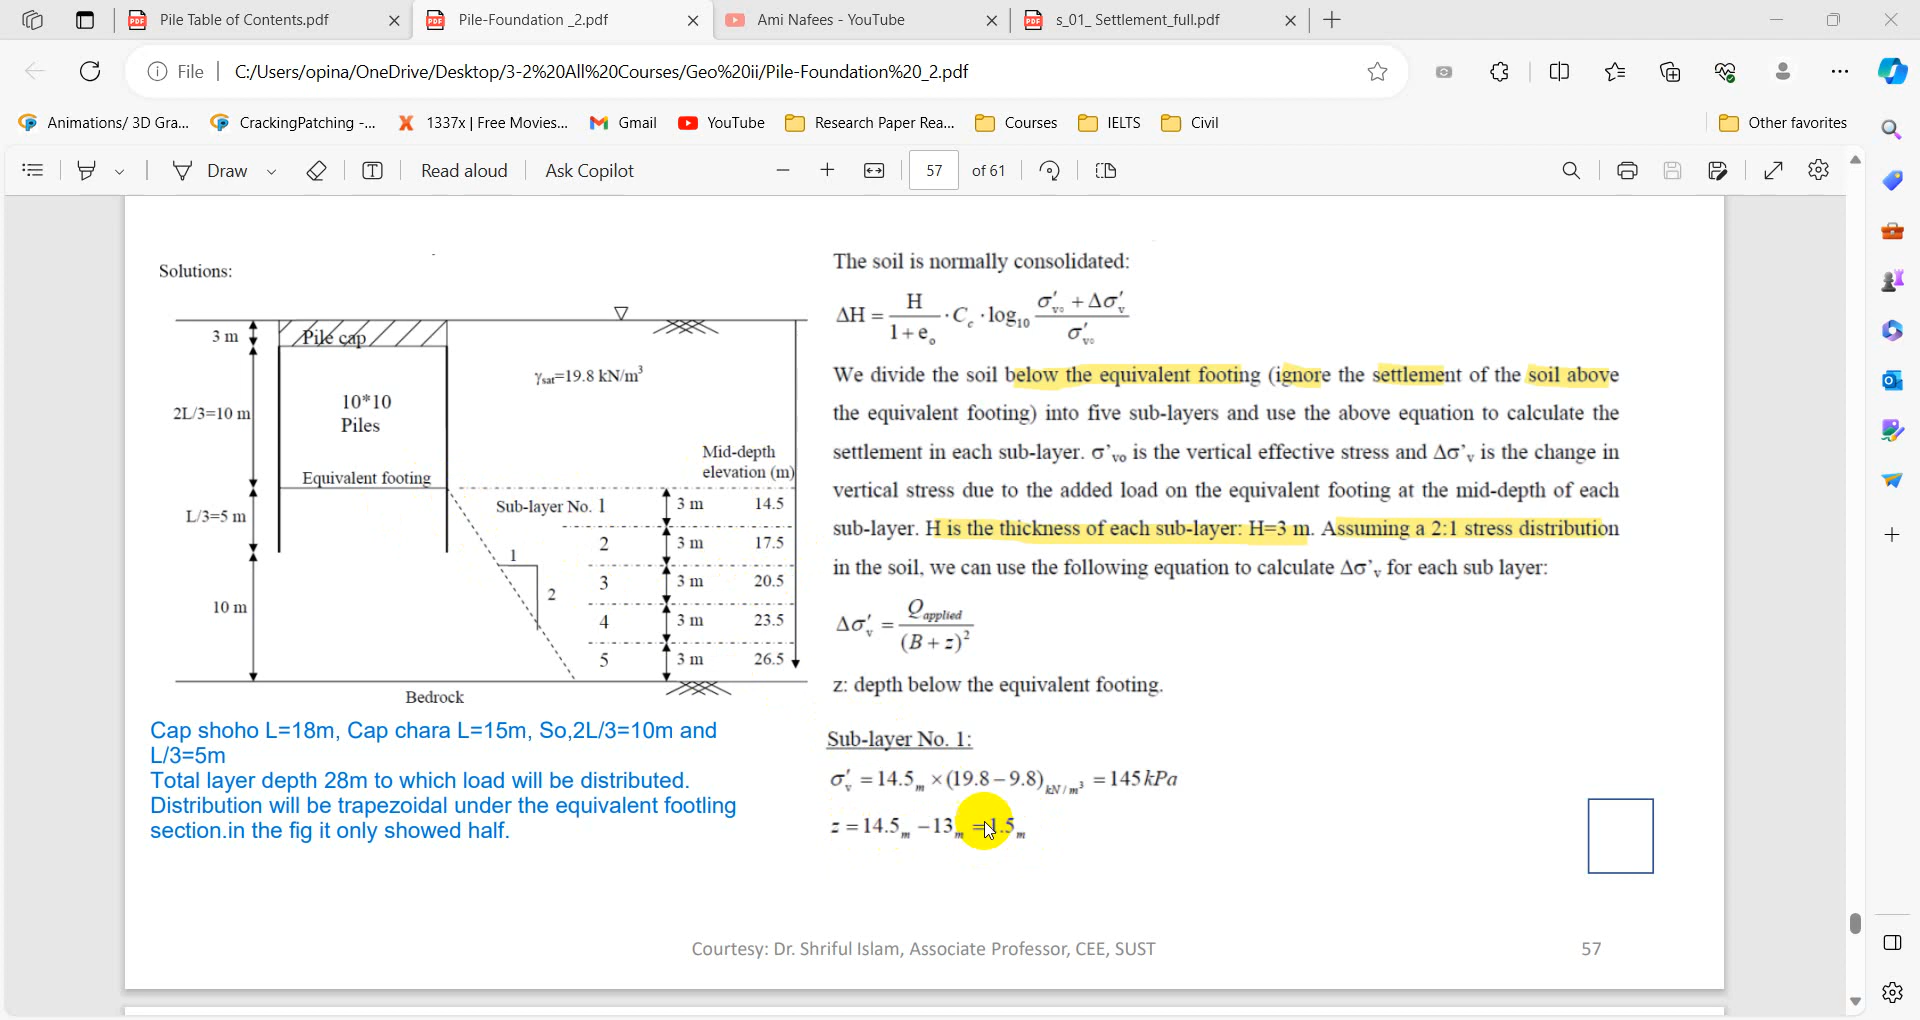 Pile Table of Contents.pdf
Pile-Foundation _2.pdf
Ami Nafees - YouTube
s_01_ Settlement_full.pdf
File
C:/Users/opina/OneDrive/Desktop/3-2%20All%20Courses/Geo%20ii/Pile-Foundation%20_2.pdf
Animations/ 3D Gra...
CrackingPatching -...
1337x | Free Movies...
Gmail
YouTube
Research Paper Rea...
Courses
IELTS
Civil
Other favorites
Draw
Read aloud
Ask Copilot
57
of 61
Solutions:
3 m
Pile cap
γsat=19.8 kN/m³
2L/3=10 m
10*10
Piles
Mid-depth
elevation (m)
Equivalent footing
L/3=5 m
Sub-layer No. 1
3 m
14.5
1
2
2
3 m
17.5
3
3 m
20.5
10 m
4
3 m
23.5
5
3 m
26.5
Bedrock
Cap shoho L=18m, Cap chara L=15m, So,2L/3=10m and
L/3=5m
Total layer depth 28m to which load will be distributed.
Distribution will be trapezoidal under the equivalent footling
section.in the fig it only showed half.
The soil is normally consolidated:
ΔH = H / (1+e₀) · Cc · log₁₀ (σ′vo + Δσ′v) / σ′vo
We divide the soil below the equivalent footing (ignore the settlement of the soil above
the equivalent footing) into five sub-layers and use the above equation to calculate the
settlement in each sub-layer. σ’vo is the vertical effective stress and Δσ’v is the change in
vertical stress due to the added load on the equivalent footing at the mid-depth of each
sub-layer. H is the thickness of each sub-layer: H=3 m. Assuming a 2:1 stress distribution
in the soil, we can use the following equation to calculate Δσ’v for each sub layer:
Δσ′v = Qapplied / (B + z)²
z: depth below the equivalent footing.
Sub-layer No. 1:
σ′v = 14.5m ×(19.8−9.8)kN/m³ = 145kPa
z = 14.5m −13m =1.5m
Courtesy: Dr. Shriful Islam, Associate Professor, CEE, SUST
57